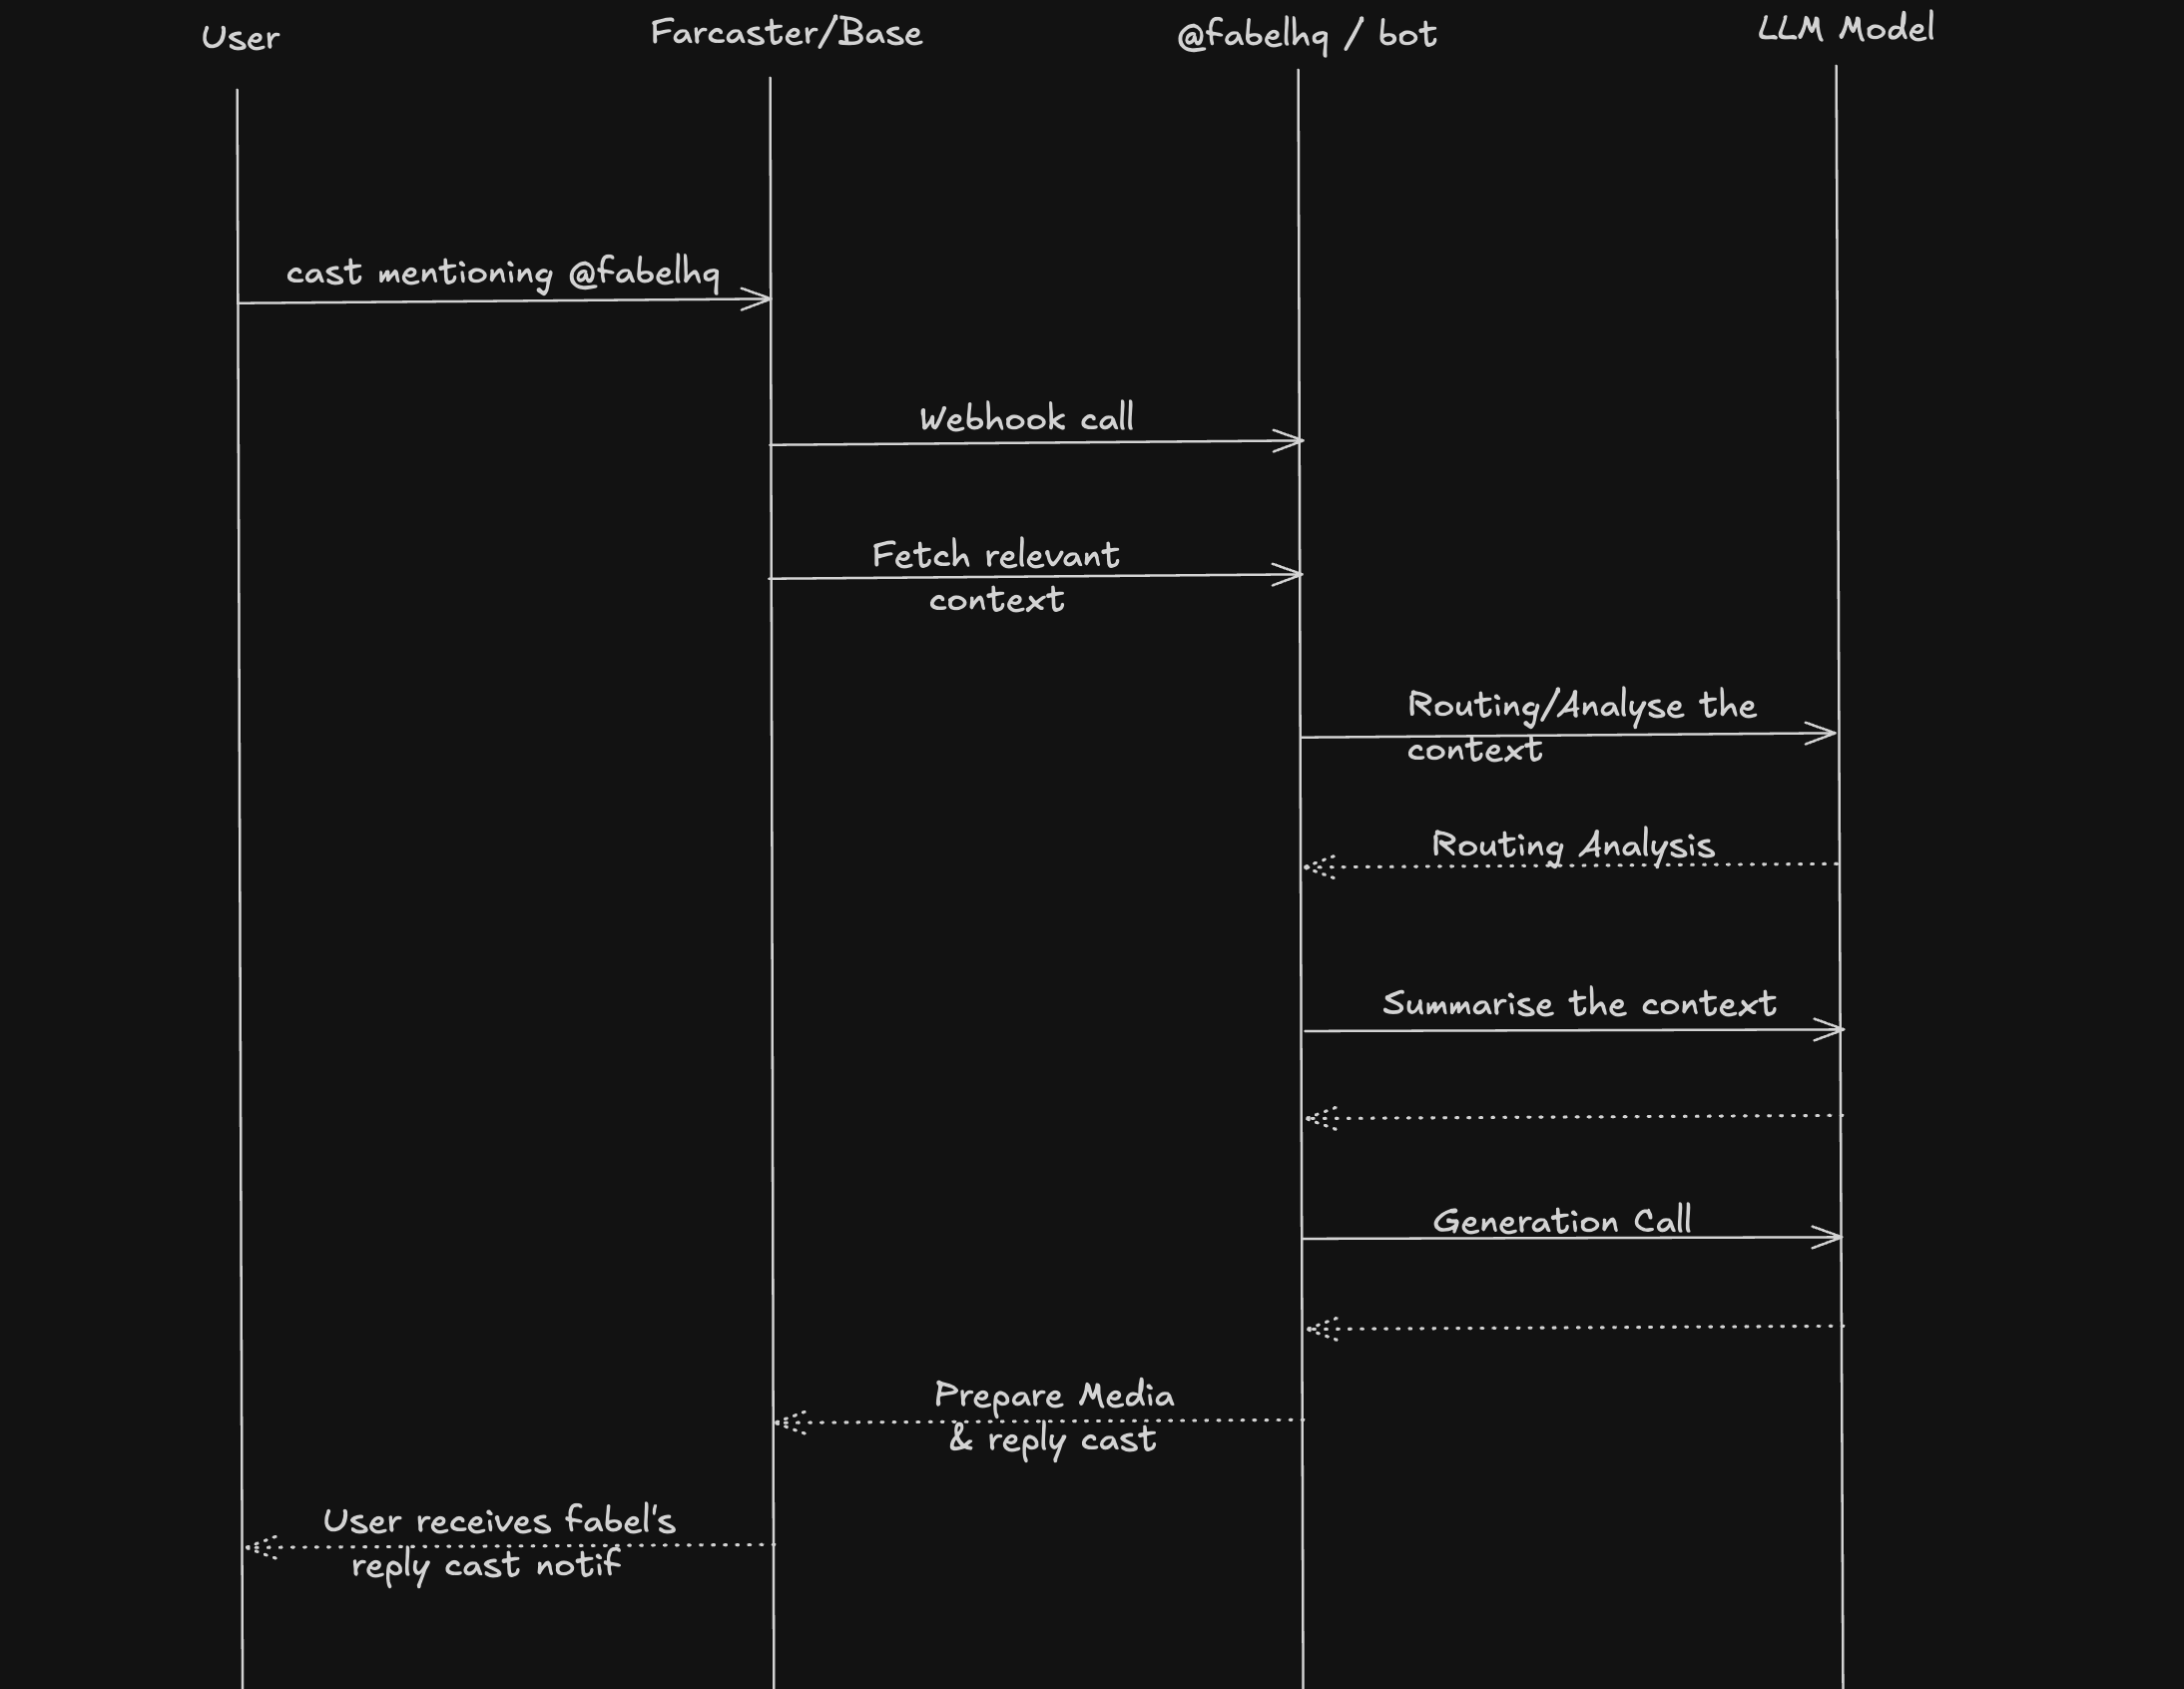 User
Farcaster/Base
@fabelhq / bot
LLM Model
cast mentioning @fabelhq
Webhook call
Fetch relevant
context
Routing/Analyse the
context
Routing Analysis
Summarise the context
Generation Call
Prepare Media
& reply cast
User receives fabel's
reply cast notif